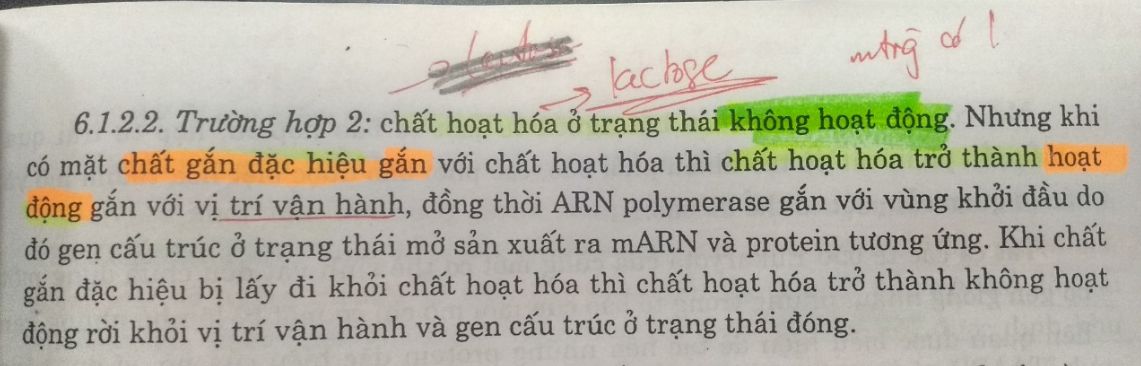 lactose
6.1.2.2. Trường hợp 2: chất hoạt hóa ở trạng thái không hoạt động. Nhưng khi
có mặt chất gắn đặc hiệu gắn với chất hoạt hóa thì chất hoạt hóa trở thành hoạt
động gắn với vị trí vận hành, đồng thời ARN polymerase gắn với vùng khởi đầu do
đó gen cấu trúc ở trạng thái mở sản xuất ra mARN và protein tương ứng. Khi chất
gắn đặc hiệu bị lấy đi khỏi chất hoạt hóa thì chất hoạt hóa trở thành không hoạt
động rời khỏi vị trí vận hành và gen cấu trúc ở trạng thái đóng.